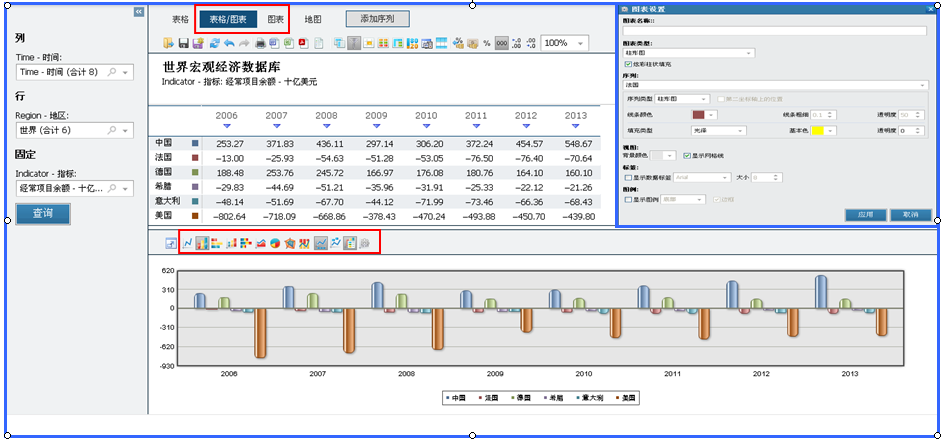 列
Time - 时间:
Time - 时间 (合计 8)
行
Region - 地区:
世界 (合计 6)
固定
Indicator - 指标:
经常项目余额 - 十亿...
查询
表格 表格/图表 图表 地图 添加序列
% 000 100%
世界宏观经济数据库
Indicator - 指标: 经常项目余额 - 十亿美元
2006 2007 2008 2009 2010 2011 2012 2013
中国 253.27 371.83 436.11 297.14 306.20 372.24 454.57 548.67
法国 −13.00 −25.93 −54.63 −51.28 −53.05 −76.50 −76.40 −70.64
德国 188.48 253.76 245.72 166.97 176.08 180.76 164.10 160.10
希腊 −29.83 −44.69 −51.21 −35.96 −31.91 −25.33 −22.12 −21.26
意大利 −48.14 −51.69 −67.70 −44.12 −71.99 −73.46 −66.36 −68.43
美国 −802.64 −718.09 −668.86 −378.43 −470.24 −493.88 −450.70 −439.80
图表设置
图表名称:
图表类型:
柱形图
炫彩柱状填充
序列:
法国
序列类型 柱形图 第二坐标轴上的位置
线条颜色 线条粗细 0.1 透明度 50
填充类型 光泽 基本色 透明度 0
视图:
背景颜色 显示网格线
标签:
显示数据标签 Arial 大小 0
图例:
显示图例 底部 边框
应用 取消
620
310
0
-310
-620
-930
2006 2007 2008 2009 2010 2011 2012 2013
中国 法国 德国 希腊 意大利 美国